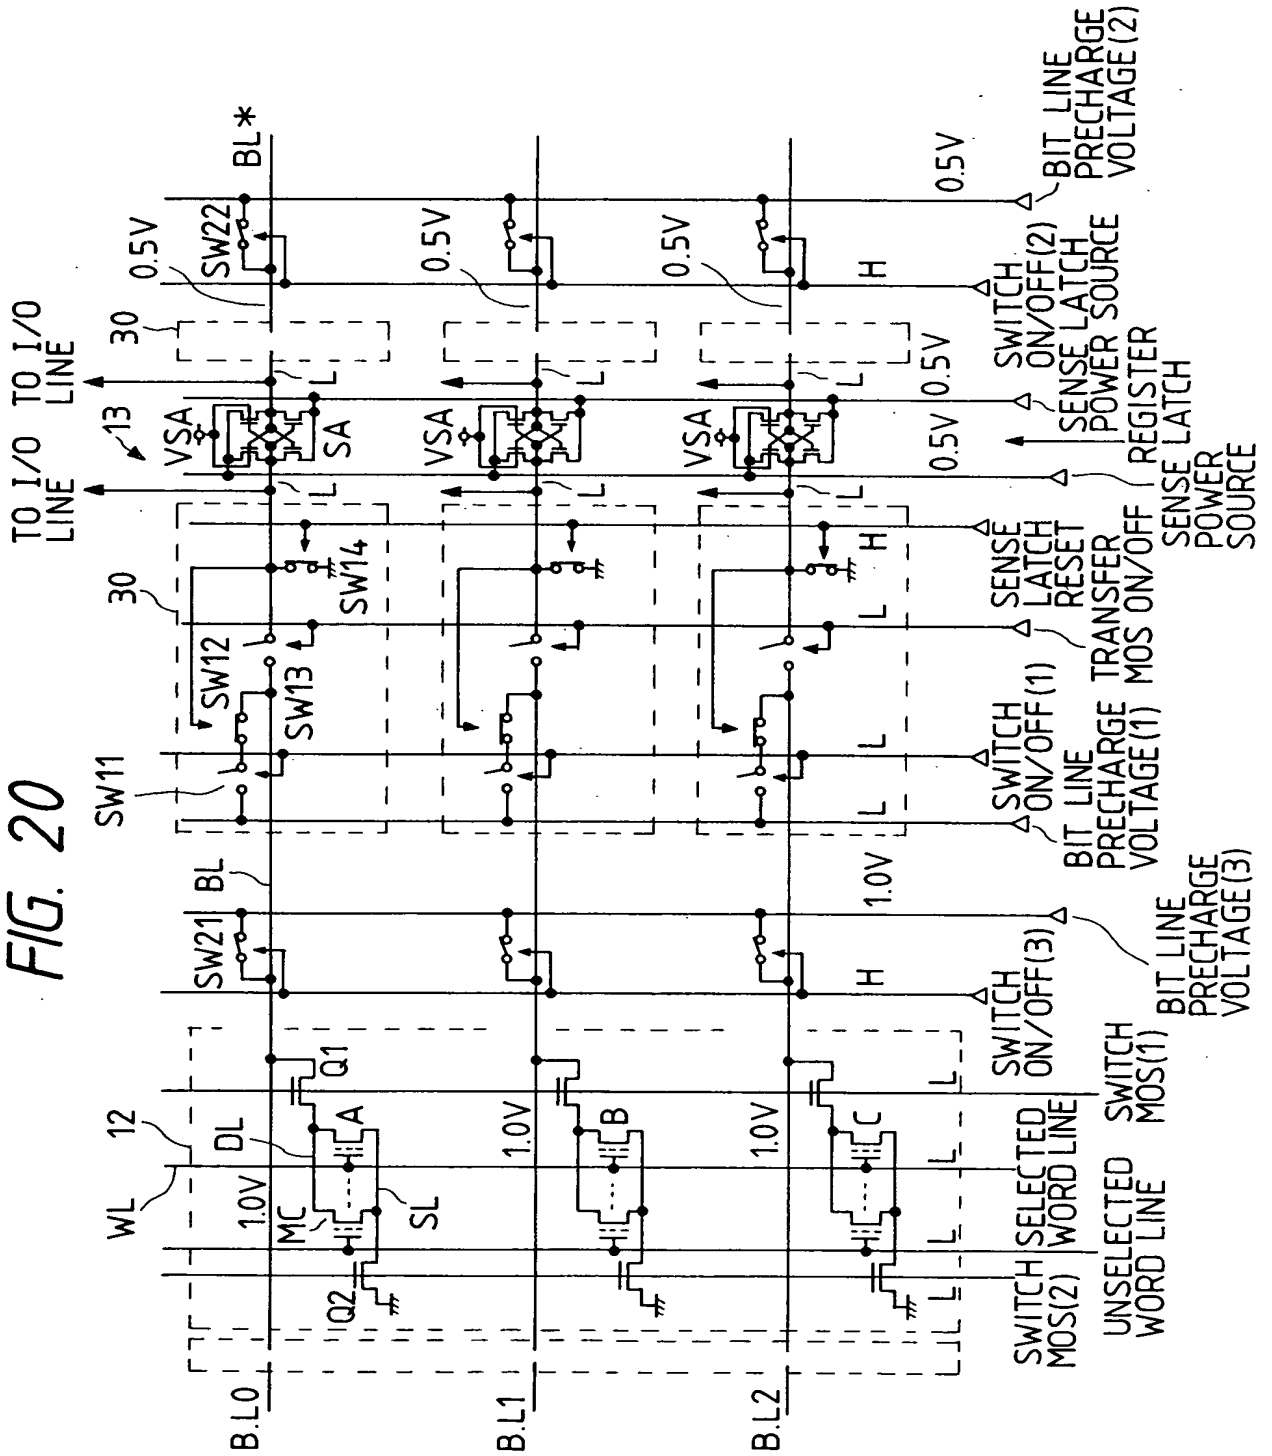 FIG. 20
TO I/O
LINE
TO I/O
LINE
13
30
30
SW11
SW12
SW13
SW14
VSA
SA
L
L
0.5V
SW22
BL*
BL
SW21
12
WL
DL
1.0V
MC
A
Q1
Q2
SL
B.L0
VSA
L
L
0.5V
1.0V
B
B.L1
VSA
L
L
0.5V
1.0V
C
B.L2
L
L
L
L
H
1.0V
L
L
L
H
0.5V
0.5V
H
0.5V
SWITCH
MOS(2)
UNSELECTED
WORD LINE
SELECTED
WORD LINE
SWITCH
MOS(1)
SWITCH
ON/OFF(3)
BIT LINE
PRECHARGE
VOLTAGE(3)
BIT LINE
PRECHARGE
VOLTAGE(1)
SWITCH
ON/OFF(1)
TRANSFER
MOS ON/OFF
SENSE
LATCH
RESET
SENSE LATCH
POWER
SOURCE
REGISTER
SENSE LATCH
POWER SOURCE
SWITCH
ON/OFF(2)
BIT LINE
PRECHARGE
VOLTAGE(2)